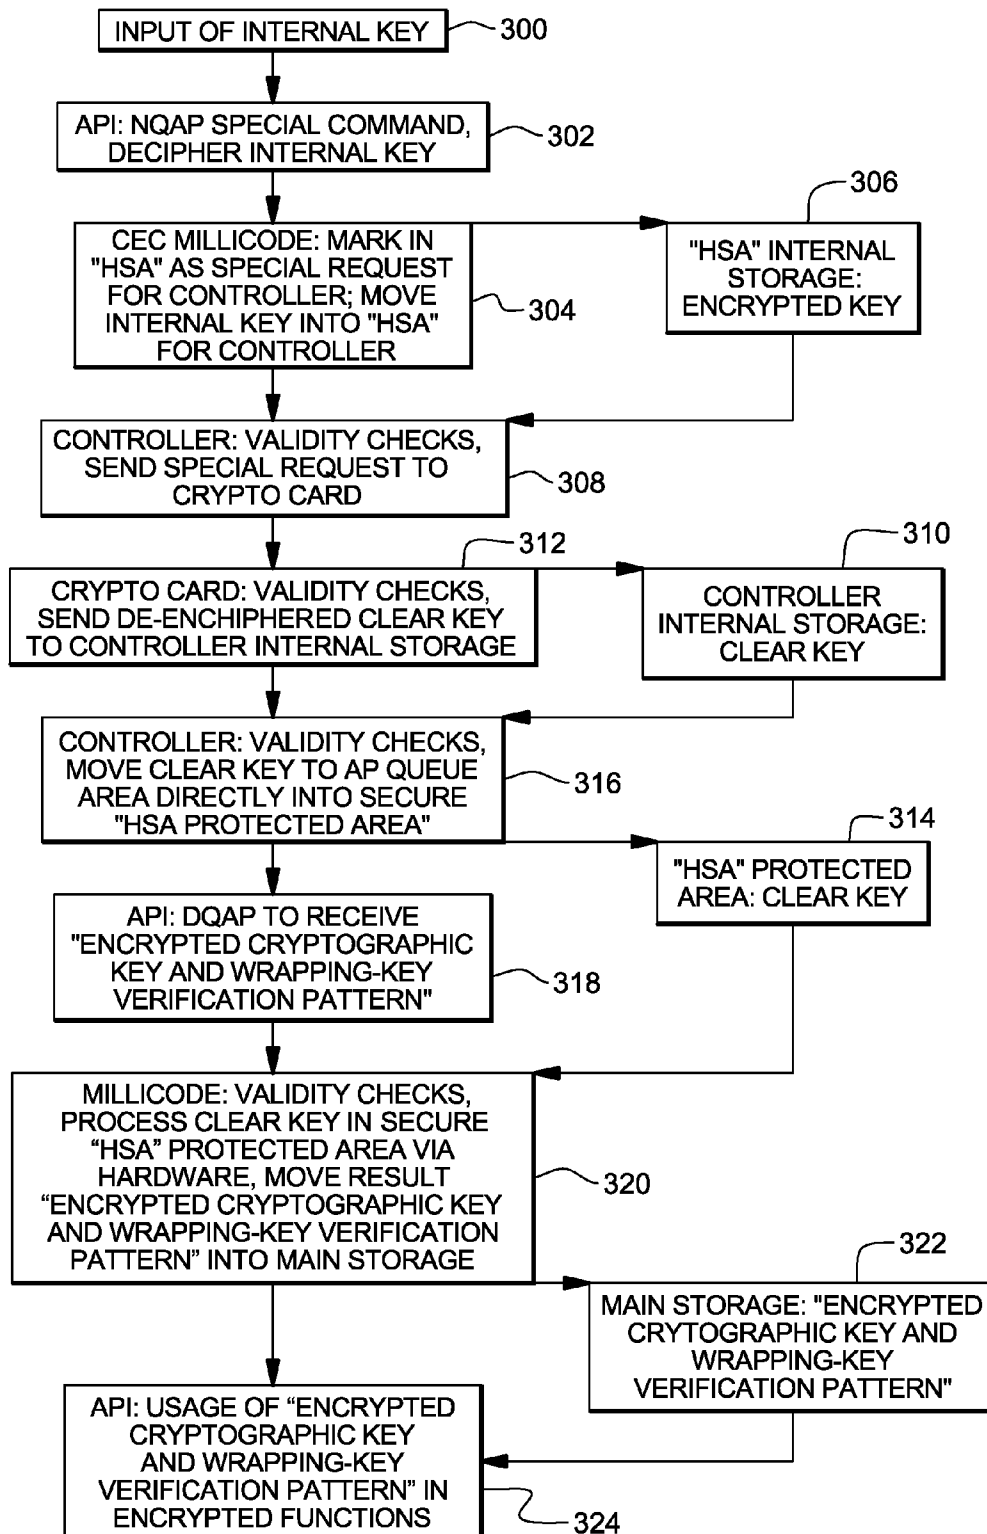 INPUT OF INTERNAL KEY
300
API: NQAP SPECIAL COMMAND,
DECIPHER INTERNAL KEY
302
CEC MILLICODE: MARK IN
"HSA" AS SPECIAL REQUEST
FOR CONTROLLER; MOVE
INTERNAL KEY INTO "HSA"
FOR CONTROLLER
304
306
"HSA" INTERNAL
STORAGE:
ENCRYPTED KEY
CONTROLLER: VALIDITY CHECKS,
SEND SPECIAL REQUEST TO
CRYPTO CARD
308
312
CRYPTO CARD: VALIDITY CHECKS,
SEND DE-ENCHIPHERED CLEAR KEY
TO CONTROLLER INTERNAL STORAGE
310
CONTROLLER
INTERNAL STORAGE:
CLEAR KEY
CONTROLLER: VALIDITY CHECKS,
MOVE CLEAR KEY TO AP QUEUE
AREA DIRECTLY INTO SECURE
"HSA PROTECTED AREA"
316
314
"HSA" PROTECTED
AREA: CLEAR KEY
API: DQAP TO RECEIVE
"ENCRYPTED CRYPTOGRAPHIC
KEY AND WRAPPING-KEY
VERIFICATION PATTERN"
318
MILLICODE: VALIDITY CHECKS,
PROCESS CLEAR KEY IN SECURE
“HSA” PROTECTED AREA VIA
HARDWARE, MOVE RESULT
“ENCRYPTED CRYPTOGRAPHIC KEY
AND WRAPPING-KEY VERIFICATION
PATTERN” INTO MAIN STORAGE
320
322
MAIN STORAGE: "ENCRYPTED
CRYTOGRAPHIC KEY AND
WRAPPING-KEY
VERIFICATION PATTERN"
API: USAGE OF “ENCRYPTED
CRYPTOGRAPHIC KEY
AND WRAPPING-KEY
VERIFICATION PATTERN” IN
ENCRYPTED FUNCTIONS
324